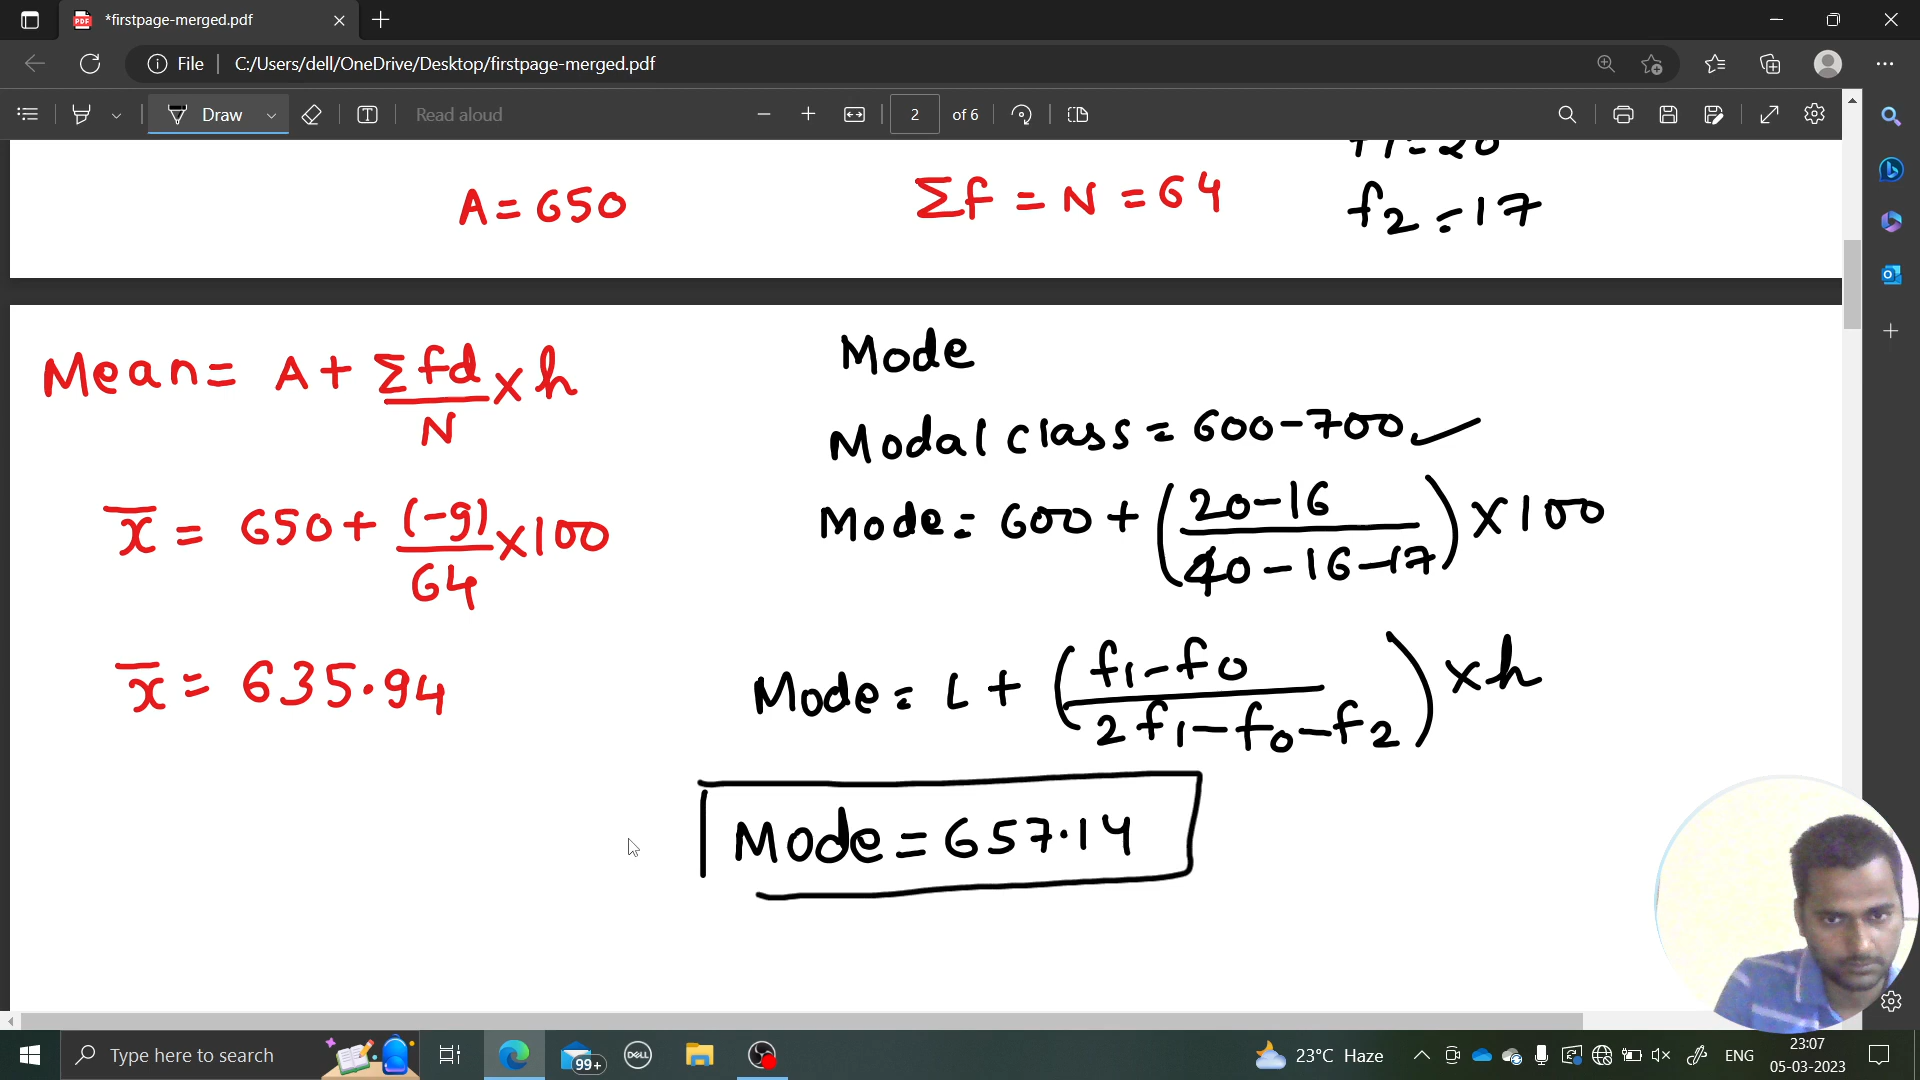 *firstpage-merged.pdf
File | C:/Users/dell/OneDrive/Desktop/firstpage-merged.pdf
Draw Read aloud 2 of 6
A = 650
Σf = N = 64
f2 = 17
Mean = A + Σfd/N × h
x̄ = 650 + (-9)/64 × 100
x̄ = 635.94
Mode
Modal class = 600-700 ✓
Mode = 600 + (20-16/40-16-17) × 100
Mode = L + (f1-f0/2f1-f0-f2) × h
Mode = 657.14
Type here to search
99+
DELL
23°C Haze
ENG
23:07
05-03-2023